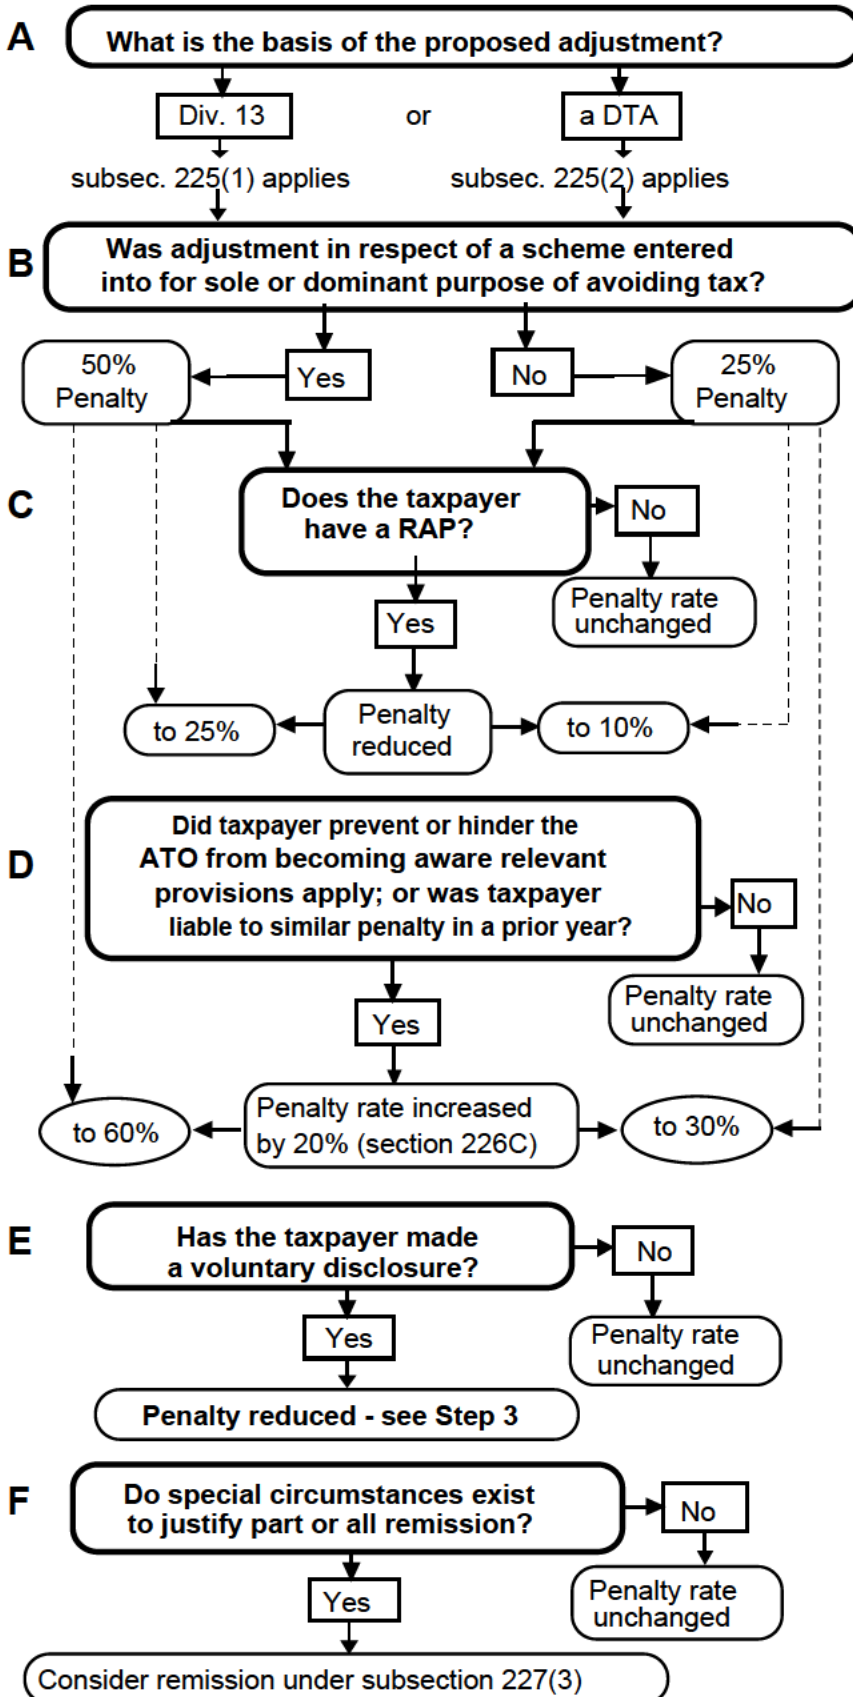 A
What is the basis of the proposed adjustment?
Div. 13
or
a DTA
subsec. 225(1) applies
subsec. 225(2) applies
B
Was adjustment in respect of a scheme entered
into for sole or dominant purpose of avoiding tax?
50%
Penalty
Yes
No
25%
Penalty
C
Does the taxpayer
have a RAP?
No
Penalty rate
unchanged
Yes
to 25%
Penalty
reduced
to 10%
D
Did taxpayer prevent or hinder the
ATO from becoming aware relevant
provisions apply; or was taxpayer
liable to similar penalty in a prior year?
No
Penalty rate
unchanged
Yes
to 60%
Penalty rate increased
by 20% (section 226C)
to 30%
E
Has the taxpayer made
a voluntary disclosure?
No
Penalty rate
unchanged
Yes
Penalty reduced - see Step 3
F
Do special circumstances exist
to justify part or all remission?
No
Penalty rate
unchanged
Yes
Consider remission under subsection 227(3)